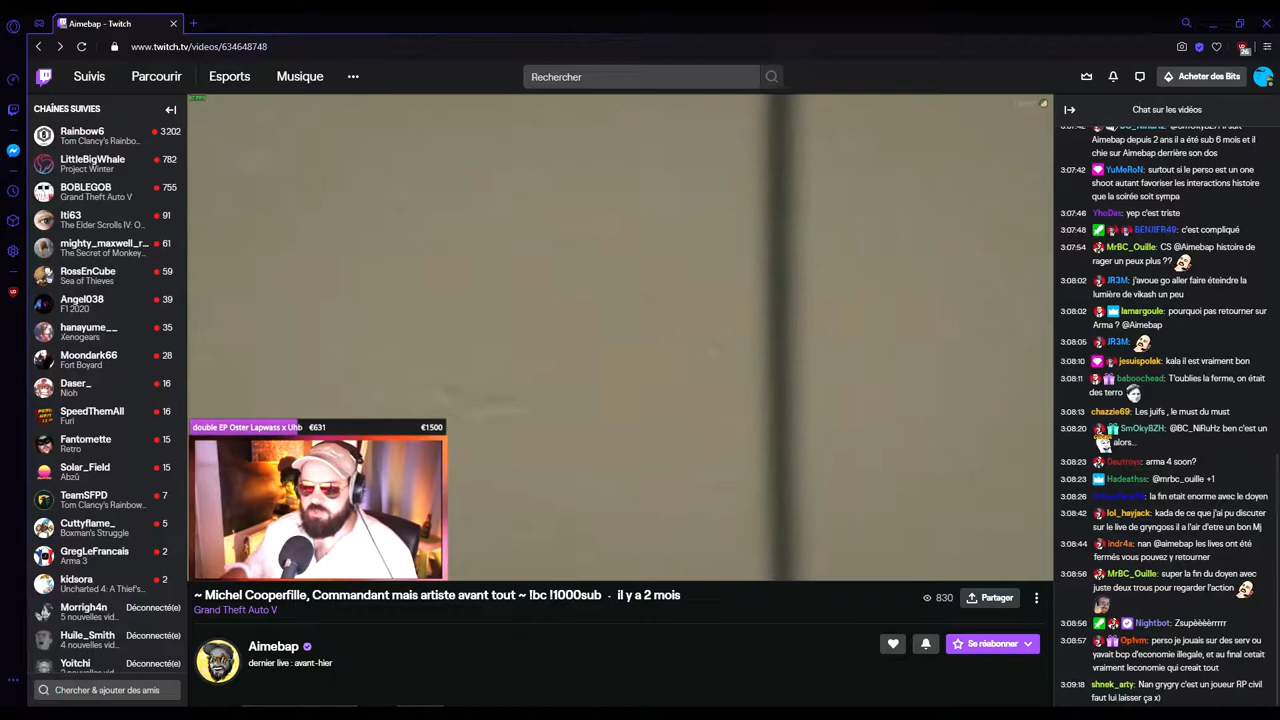 Aimebap - Twitch
www.twitch.tv/videos/634648748
26
Suivis
Parcourir
Esports
Musique
Rechercher
Acheter des Bits
CHAÎNES SUIVIES
Rainbow6
3202
Tom Clancy's Rainbo...
LittleBigWhale
782
Project Winter
BOBLEGOB
755
Grand Theft Auto V
Iti63
91
The Elder Scrolls IV: O...
mighty_maxwell_r...
61
The Secret of Monkey...
RossEnCube
59
Sea of Thieves
Angel038
39
F1 2020
hanayume__
35
Xenogears
Moondark66
28
Fort Boyard
Daser_
16
Nioh
SpeedThemAll
16
Furi
Fantomette
15
Retro
Solar_Field
15
Abzû
TeamSFPD
7
Tom Clancy's Rainbow...
Cuttyflame_
5
Boxman's Struggle
GregLeFrancais
2
Arma 3
kidsora
2
Uncharted 4: A Thief's...
Morrigh4n
Déconnecté(e)
5 nouvelles vid...
Huile_Smith
Déconnecté(e)
4 nouvelles vid...
Yoitchi
Déconnecté(e)
Chercher & ajouter des amis
double EP Oster Lapwass x Uhb
€631
€1500
~ Michel Cooperfille, Commandant mais artiste avant tout ~ !bc !1000sub · il y a 2 mois
Grand Theft Auto V
830
Partager
Aimebap
dernier live : avant-hier
Se réabonner
Chat sur les vidéos
3:07:42 BC_NiRuHz: @SmOkyBZH il suit
Aimebap depuis 2 ans il a été sub 6 mois et il
chie sur Aimebap derrière son dos
3:07:42 YuMeRoN: surtout si le perso est un one
shoot autant favoriser les interactions histoire
que la soirée soit sympa
3:07:46 YhoDas: yep c'est triste
3:07:48 BENJIFR49: c'est compliqué
3:07:54 MrBC_Ouille: CS @Aimebap histoire de
rager un peu plus ??
3:08:02 JR3M: j'avoue go aller faire éteindre la
lumière de vikash un peu
3:08:02 lamargoule: pourquoi pas retourner sur
Arma ? @Aimebap
3:08:05 JR3M:
3:08:10 jesuispolak: kala il est vraiment bon
3:08:11 baboochead: T'oublies la ferme, on était
des terro
3:08:13 chazzie69: Les juifs , le must du must
3:08:20 SmOkyBZH: @BC_NiRuHz ben c'est un
alors...
3:08:23 Deutroys: arma 4 soon?
3:08:23 Hadeathss: @mrbc_ouille +1
3:08:26 la fin etait enorme avec le doyen
3:08:42 lol_hayjack: kada de ce que j'ai pu discuter
sur le live de gryngoss il a l'air d'etre un bon Mj
3:08:44 indr4a: nan @aimebap les lives ont été
fermés vous pouvez y retourner
3:08:56 MrBC_Ouille: super la fin du doyen avec
juste deux trous pour regarder l'action
3:08:56 Nightbot: Zsupèèèèrrrrr
3:08:57 Op1vm: perso je jouais sur des serv ou
yavait bcp d'economie illegale, et au final cetait
vraiment leconomie qui creait tout
3:09:18 shnek_arty: Nan grygry c'est un joueur RP civil
faut lui laisser ça x)